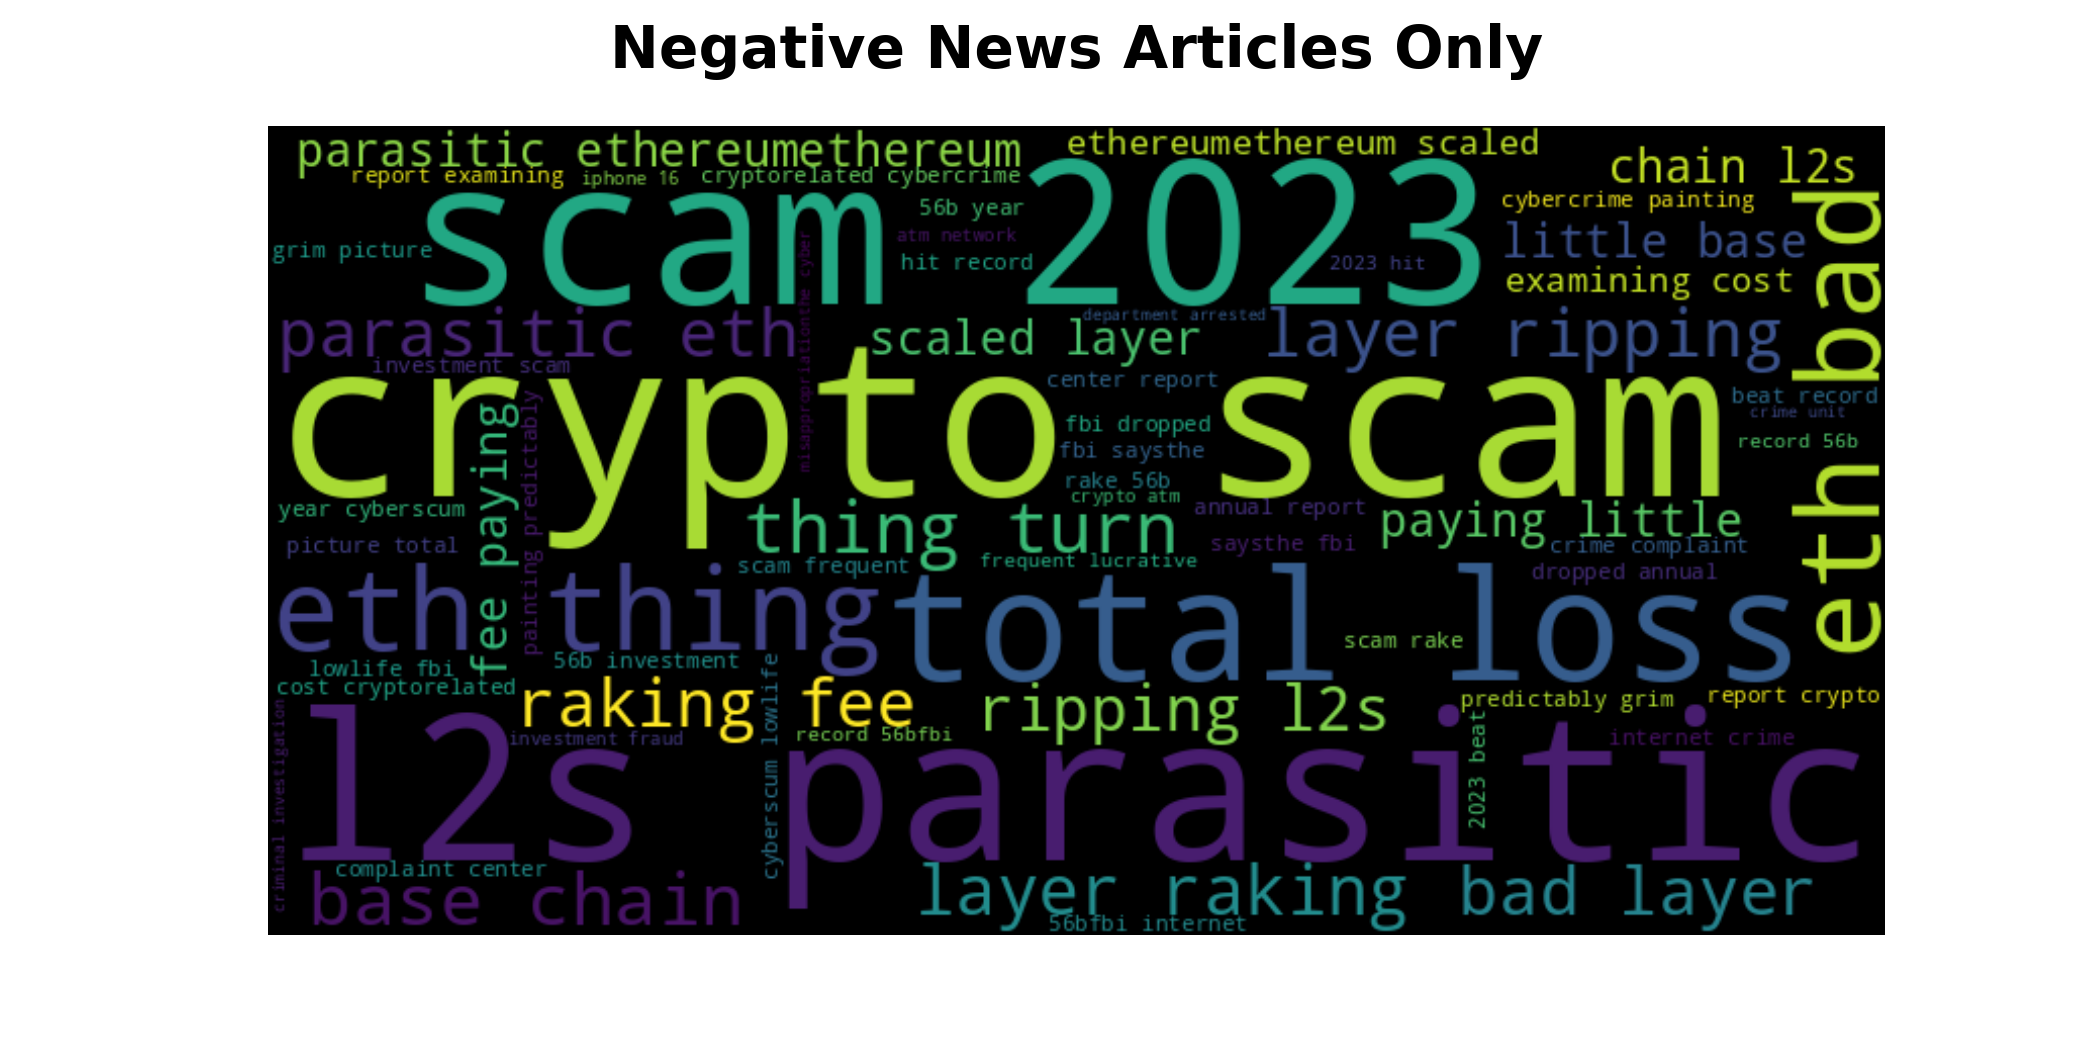 Negative News Articles Only
parasitic ethereumethereum
ethereumethereum scaled
chain l2s
report examining
iphone 16
cryptorelated cybercrime
scam 2023
56b year
cybercrime painting
atm network
little base
grim picture
hit record
2023 hit
examining cost
eth bad
misappropriationthe cyber
parasitic eth
scaled layer
department arrested
layer ripping
investment scam
center report
crypto scam
beat record
crime unit
fee paying
painting predictably
fbi dropped
fbi saysthe
record 56b
rake 56b
crypto atm
year cyberscum
thing turn
annual report
paying little
picture total
saysthe fbi
crime complaint
scam frequent
frequent lucrative
dropped annual
eth thing
total loss
scam rake
lowlife fbi
56b investment
cost cryptorelated
raking fee
ripping l2s
predictably grim
report crypto
investment fraud
record 56bfbi
internet crime
criminal investigation
cyberscum lowlife
2023 beat
l2s parasitic
complaint center
base chain
layer raking
bad layer
56bfbi internet